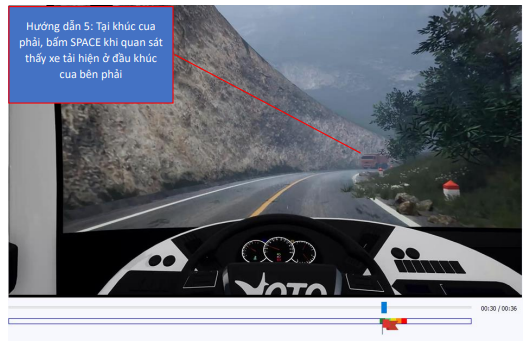 Hướng dẫn 5: Tại khúc cua
phải, bấm SPACE khi quan sát
thấy xe tải hiện ở đầu khúc
cua bên phải
00:30 / 00:36